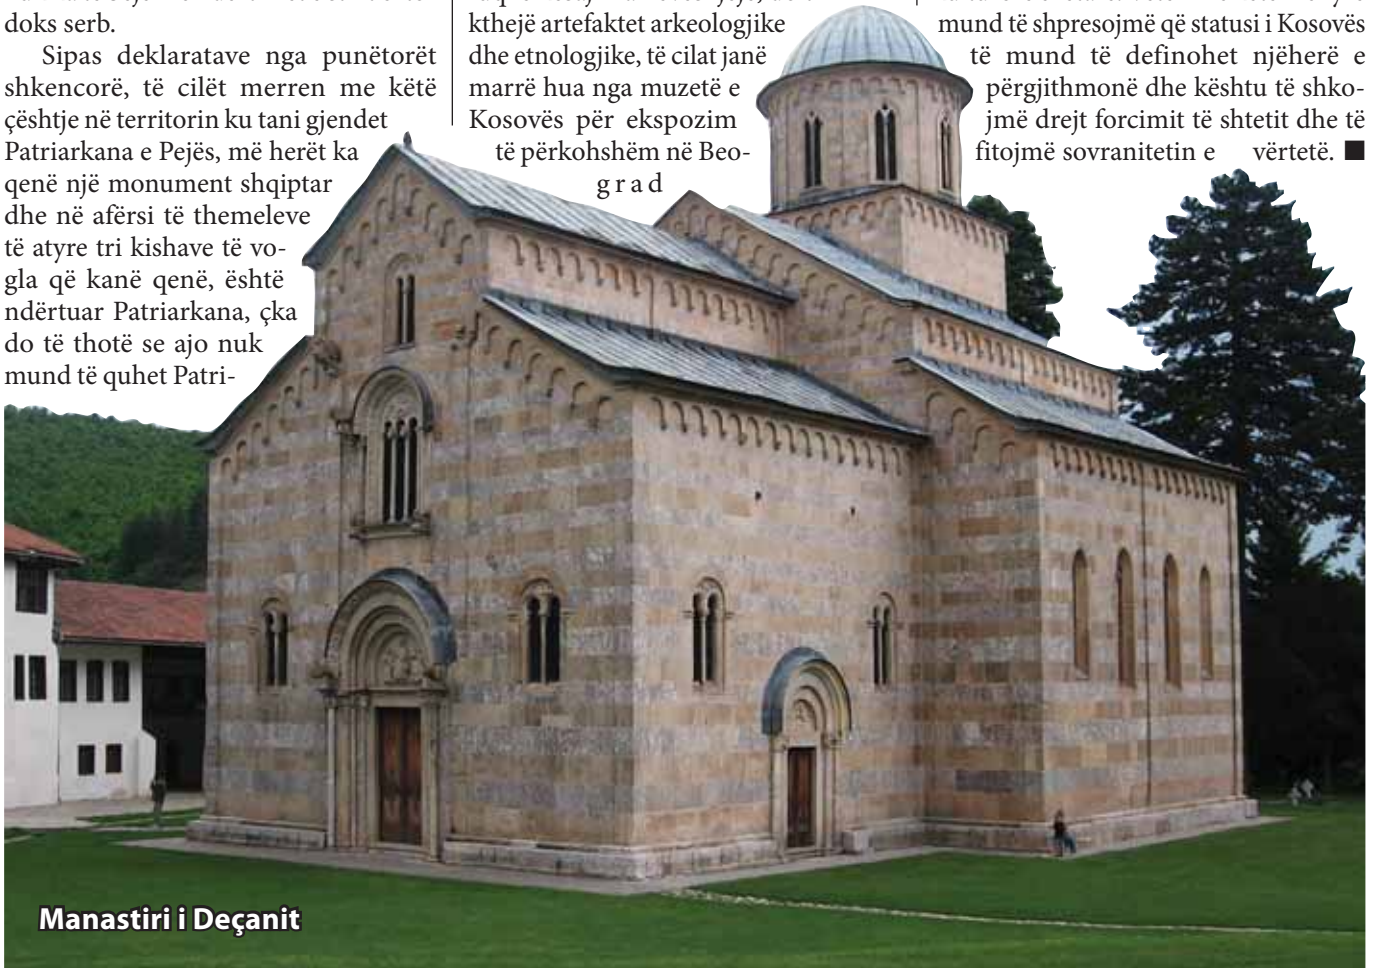 doks serb.
Sipas deklaratave nga punëtorët
shkencorë, të cilët merren me këtë
çështje në territorin ku tani gjendet
Patriarkana e Pejës, më herët ka
qenë një monument shqiptar
dhe në afërsi të themeleve
të atyre tri kishave të vo-
gla që kanë qenë, është
ndërtuar Patriarkana, çka
do të thotë se ajo nuk
mund të quhet Patri-
kthejë artefaktet arkeologjike
dhe etnologjike, të cilat janë
marrë hua nga muzetë e
Kosovës për ekspozim
të përkohshëm në Beo-
grad
mund të shpresojmë që statusi i Kosovës
të mund të definohet njëherë e
përgjithmonë dhe kështu të shko-
jmë drejt forcimit të shtetit dhe të
fitojmë sovranitetin e vërtetë. ■
Manastiri i Deçanit